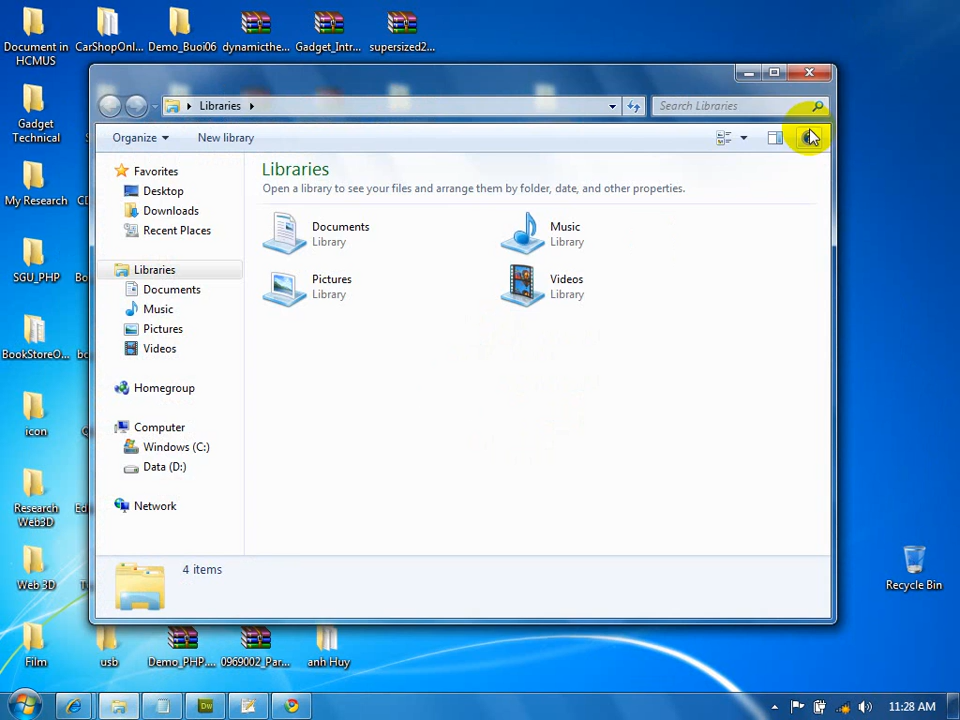 Document in
HCMUS
CarShopOnl...
Demo_Buoi06
dynamicthe...
Gadget_Intr...
supersized2...
Gadget
Technical
My Research
SGU_PHP
BookStoreO...
icon
Research
Web3D
Web 3D
Film
usb
Demo_PHP....
0969002_Par...
anh Huy
Recycle Bin
Libraries
Search Libraries
Organize
New library
Favorites
Desktop
Downloads
Recent Places
Libraries
Documents
Music
Pictures
Videos
Homegroup
Computer
Windows (C:)
Data (D:)
Network
Libraries
Open a library to see your files and arrange them by folder, date, and other properties.
Documents
Library
Music
Library
Pictures
Library
Videos
Library
4 items
Dw
11:28 AM